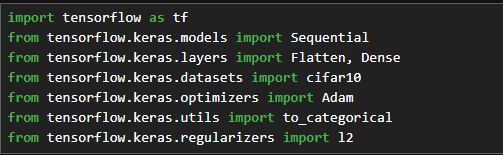 import tensorflow as tf
from tensorflow.keras.models import Sequential
from tensorflow.keras.layers import Flatten, Dense
from tensorflow.keras.datasets import cifar10
from tensorflow.keras.optimizers import Adam
from tensorflow.keras.utils import to_categorical
from tensorflow.keras.regularizers import l2